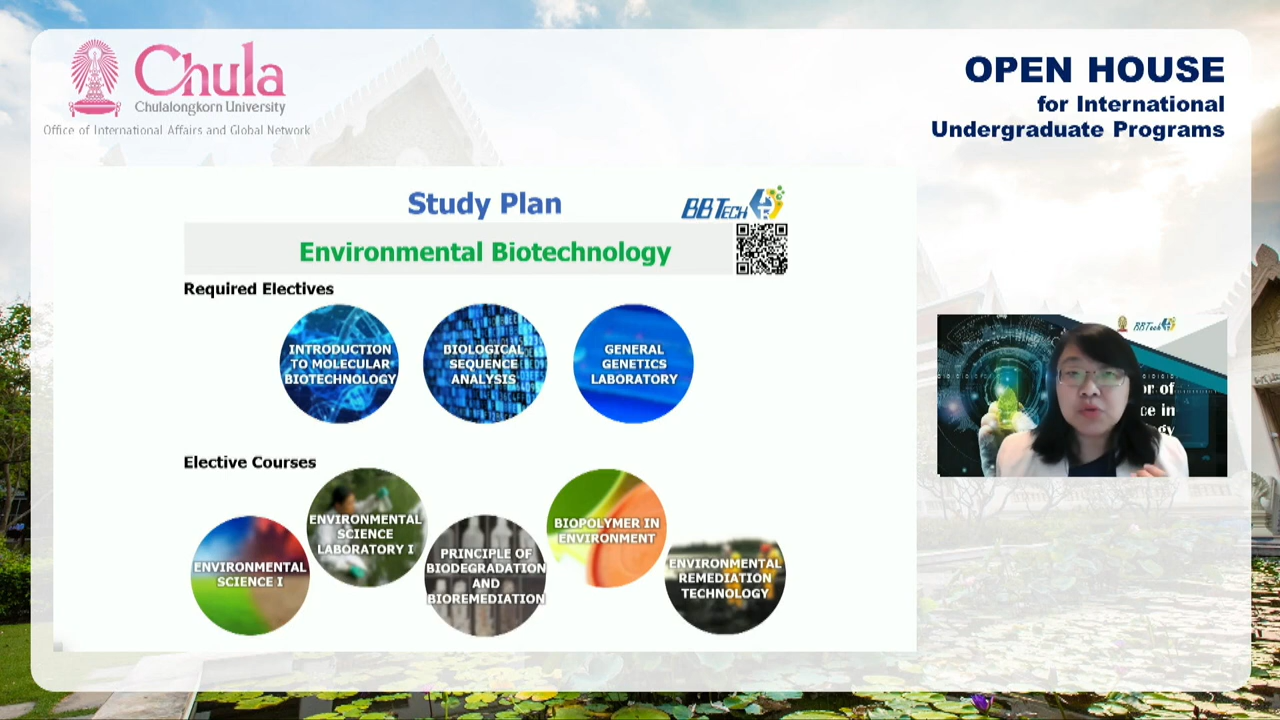 Chula
Chulalongkorn University
Office of International Affairs and Global Network
OPEN HOUSE
for International
Undergraduate Programs
Study Plan
BBTECH
Environmental Biotechnology
Required Electives
INTRODUCTION
TO MOLECULAR
BIOTECHNOLOGY
BIOLOGICAL
SEQUENCE
ANALYSIS
GENERAL
GENETICS
LABORATORY
Elective Courses
ENVIRONMENTAL
SCIENCE I
ENVIRONMENTAL
SCIENCE
LABORATORY I
PRINCIPLE OF
BIODEGRADATION
AND
BIOREMEDIATION
BIOPOLYMER IN
ENVIRONMENT
ENVIRONMENTAL
REMEDIATION
TECHNOLOGY
BBTech
of
in